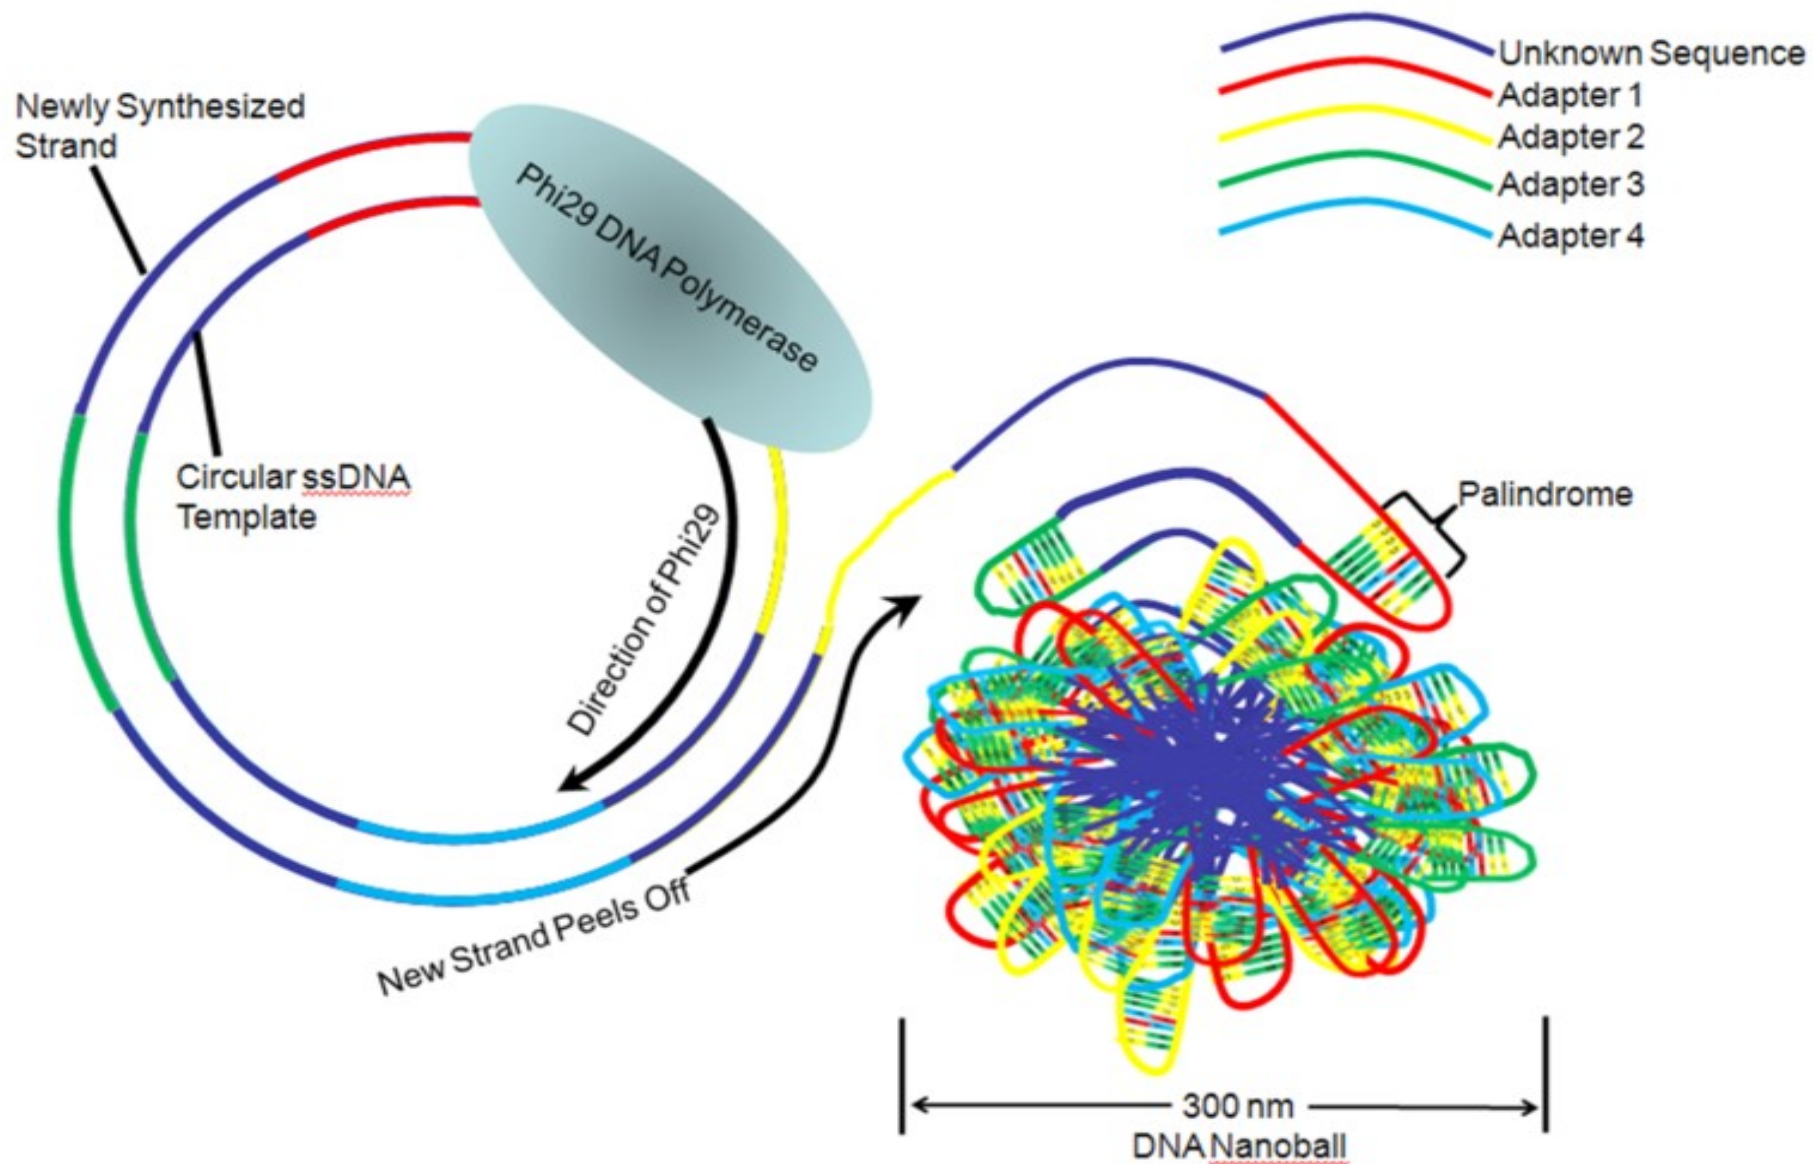 Unknown Sequence
Adapter 1
Adapter 2
Adapter 3
Adapter 4
Newly Synthesized
Strand
Phi29 DNA Polymerase
Circular ssDNA
Template
Direction of Phi29
Palindrome
New Strand Peels Off
300 nm
DNA Nanoball